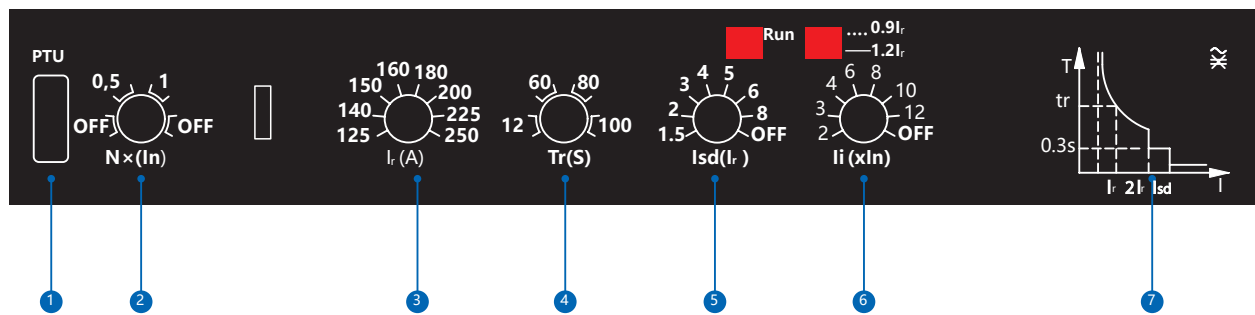 PTU
OFF 0,5 1 OFF
N×(In)
125 140 150 160 180 200 225 250
Iᵣ (A)
12 60 80 100
Tr(S)
Run
1.5 2 3 4 5 6 8 OFF
Isd(Iᵣ )
.... 0.9Iᵣ
1.2Iᵣ
2 3 4 6 8 10 12 OFF
Ii (xIn)
T
tr
0.3s
Iᵣ 2Iᵣ Isd I
1 2 3 4 5 6 7